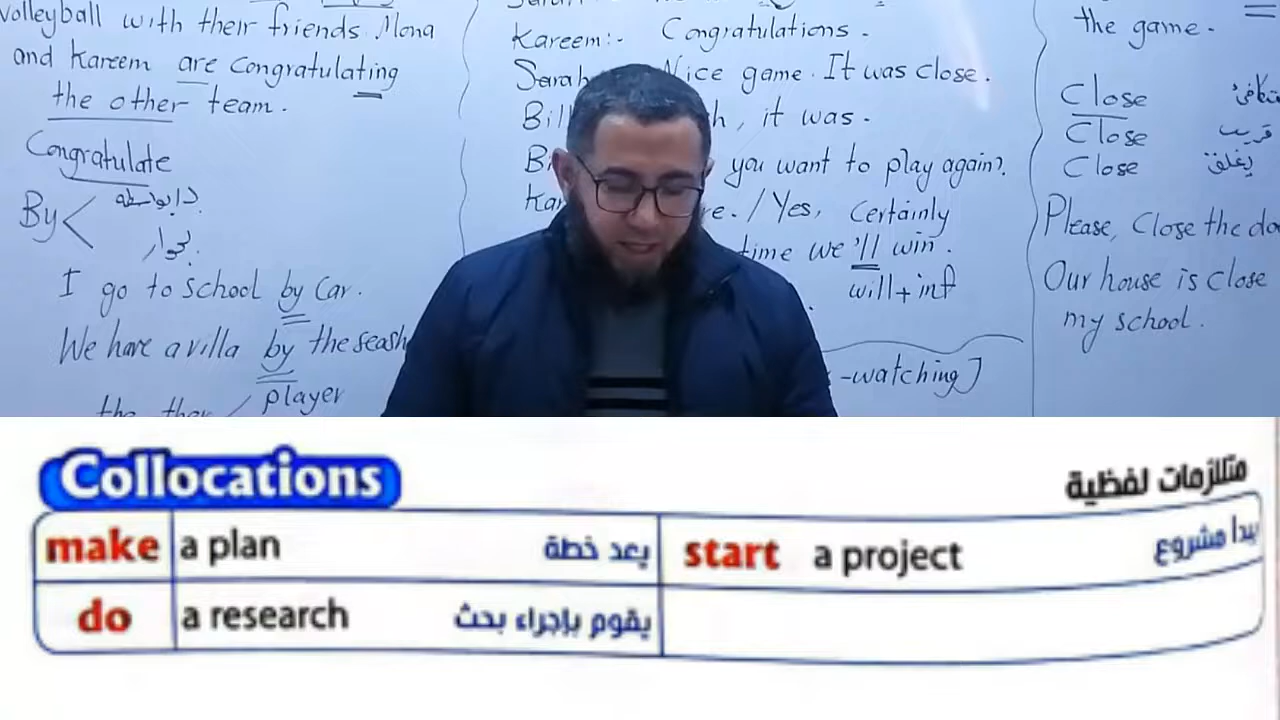 volleyball with their friends. Mona
and Kareem are congratulating
the other team.
Congratulate
By
بواسطة
بجوار
I go to school by car.
We have a villa by the seash
player
Kareem:- Congratulations.
Sarah Nice game. It was close.
Bill h, it was.
you want to play again?
re. / Yes, Certainly
time we 'll win.
will + inf
-watching]
the game.
Close
Close قريب
Close يغلق
Please, Close the do
Our house is close
my school.
Collocations متلازمات لفظية
make a plan يعد خطة start a project يبدأ مشروع
do a research يقوم بإجراء بحث